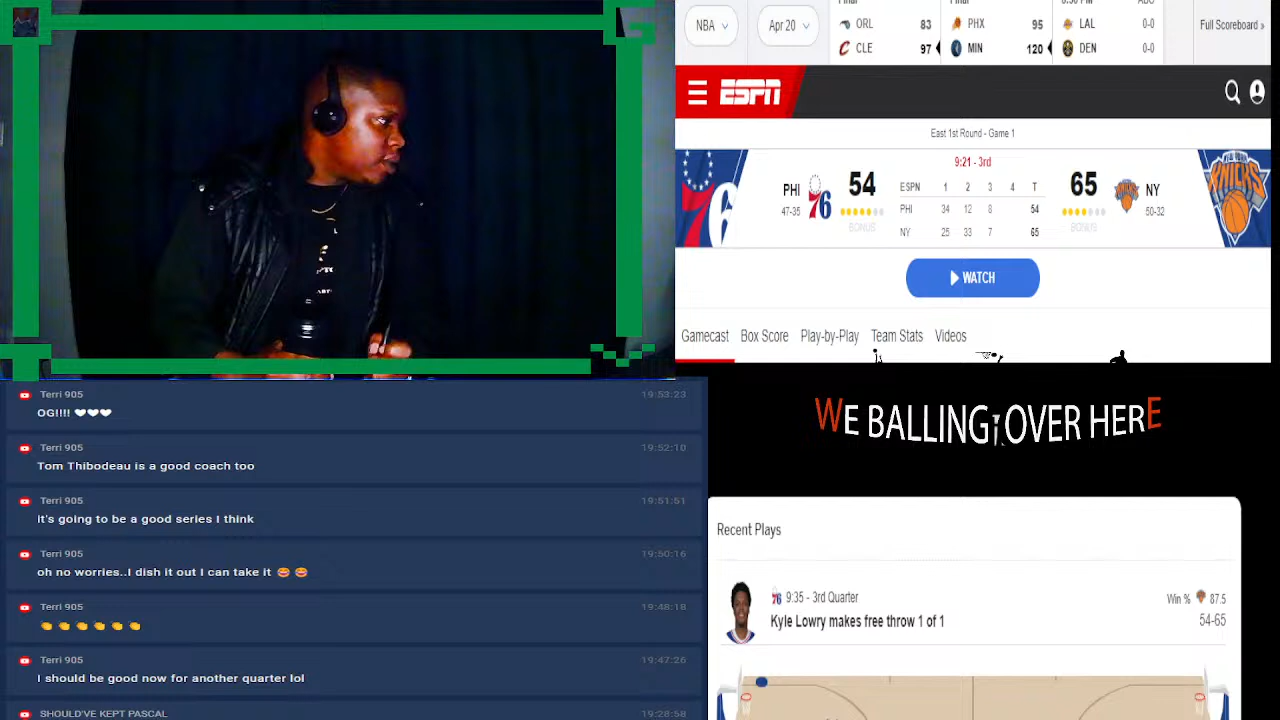 NBA
Apr 20
ORL 83
CLE 97
PHX 95
MIN 120
LAL 0-0
DEN 0-0
Full Scoreboard »
ESPN
East 1st Round - Game 1
9:21 - 3rd
PHI 54
47-35
BONUS
ESPN 1 2 3 4 T
PHI 34 12 8 54
NY 25 33 7 65
65 NY
50-32
BONUS
76
KNICKS
WATCH
Gamecast Box Score Play-by-Play Team Stats Videos
Terri 905 19:53:23
OG!!!! 🤍🤍🤍
Terri 905 19:52:10
Tom Thibodeau is a good coach too
Terri 905 19:51:51
it's going to be a good series I think
Terri 905 19:50:16
oh no worries..I dish it out I can take it 😂 😂
Terri 905 19:48:18
👏 👏 👏 👏 👏 👏
Terri 905 19:47:26
I should be good now for another quarter lol
SHOULD'VE KEPT PASCAL 19:28:58
WE BALLING OVER HERE
Recent Plays
9:35 - 3rd Quarter
Kyle Lowry makes free throw 1 of 1
Win % 87.5
54-65